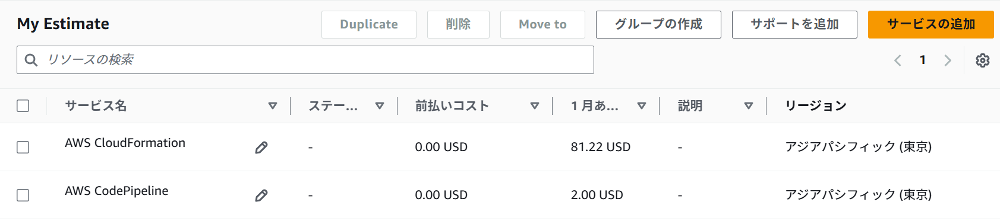 My Estimate
Duplicate 削除 Move to グループの作成 サポートを追加 サービスの追加
リソースの検索
1
サービス名 ステー... 前払いコスト 1 月あ... 説明 リージョン
AWS CloudFormation - 0.00 USD 81.22 USD - アジアパシフィック (東京)
AWS CodePipeline - 0.00 USD 2.00 USD - アジアパシフィック (東京)